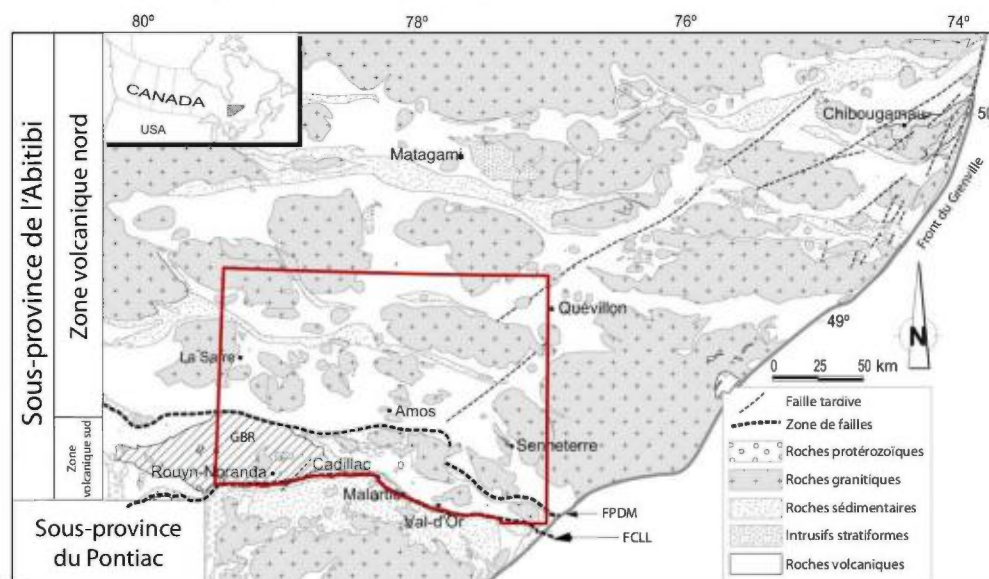 80°
78°
76°
74°
Sous-province de l'Abitibi
Zone volcanique nord
CANADA
USA
Chibougamau
50
Matagami
Front du Grenville
Quévillon
49°
N
La Sarre
0 25 50 km
Amos
Zone
volcanique sud
GBR
Senneterre
Rouyn-Noranda
Cadillac
Malartic
Val-d'Or
FPDM
FCLL
Sous-province
du Pontiac
Faille tardive
Zone de failles
Roches protérozoïques
Roches granitiques
Roches sédimentaires
Intrusifs stratiformes
Roches volcaniques